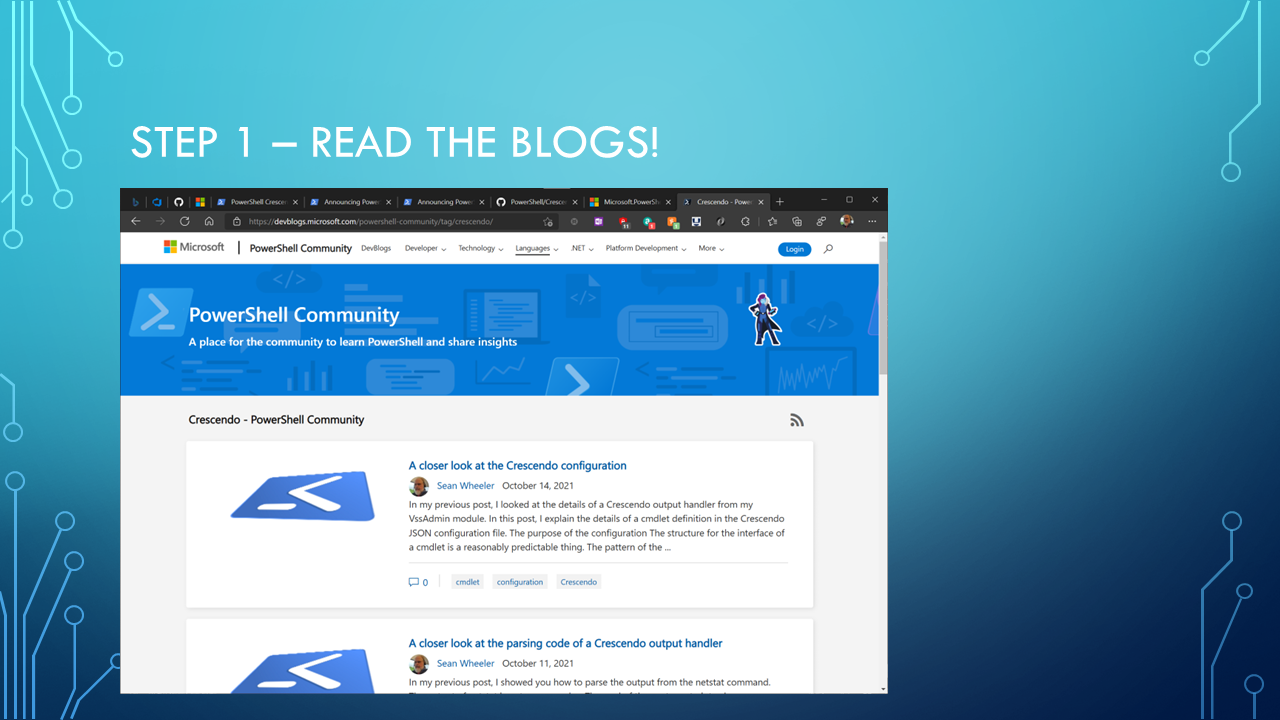 STEP 1 – READ THE BLOGS!
PowerShell Crescen
Announcing Power
Announcing Power
PowerShell/Cresce
Microsoft.PowerSh
Crescendo - Power
https://devblogs.microsoft.com/powershell-community/tag/crescendo/
Microsoft
PowerShell Community
DevBlogs
Developer
Technology
Languages
.NET
Platform Development
More
Login
PowerShell Community
A place for the community to learn PowerShell and share insights
Crescendo - PowerShell Community
A closer look at the Crescendo configuration
Sean Wheeler October 14, 2021
In my previous post, I looked at the details of a Crescendo output handler from my
VssAdmin module. In this post, I explain the details of a cmdlet definition in the Crescendo
JSON configuration file. The purpose of the configuration The structure for the interface of
a cmdlet is a reasonably predictable thing. The pattern of the ...
0 cmdlet configuration Crescendo
A closer look at the parsing code of a Crescendo output handler
Sean Wheeler October 11, 2021
In my previous post, I showed you how to parse the output from the netstat command.